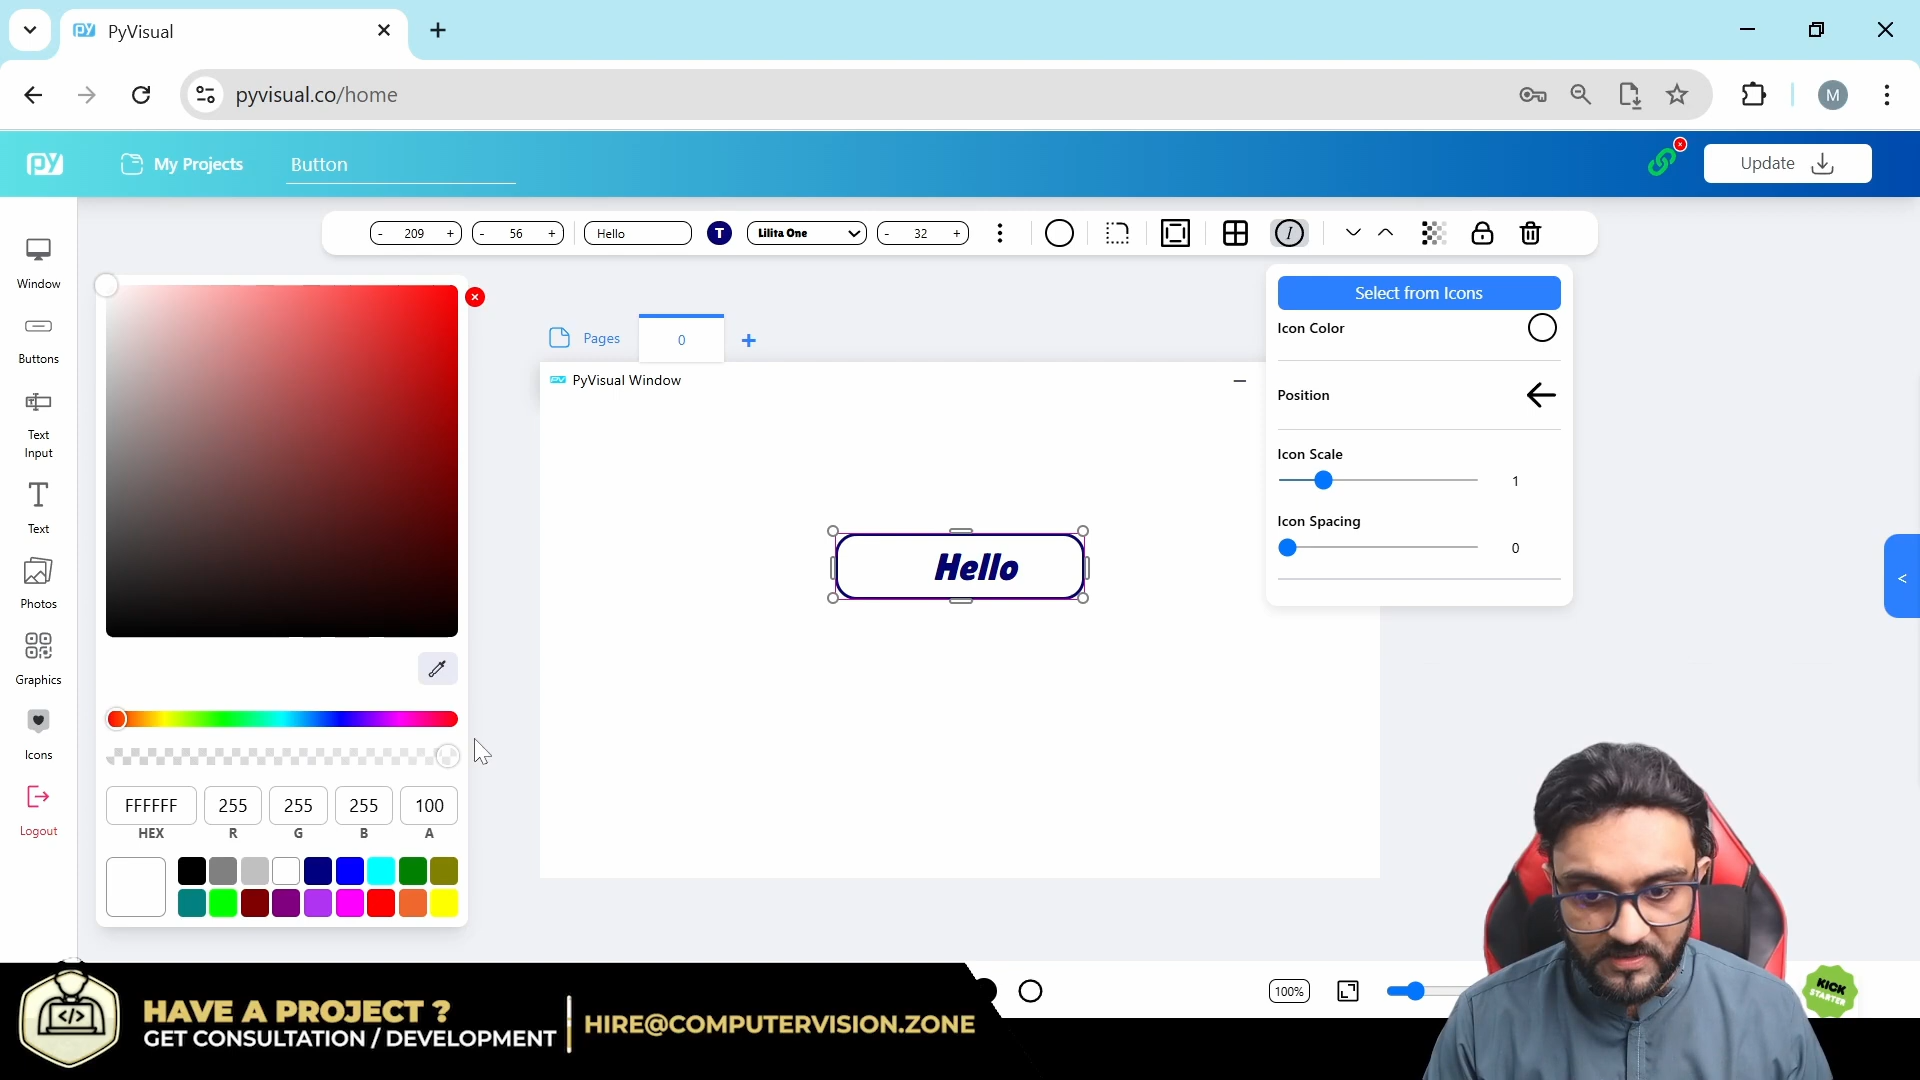 PyVisual
pyvisual.co/home
M
py
My Projects
Button
Update
209
56
Hello
T
Lilita One
32
I
Window
Buttons
Text
Input
Text
Photos
Graphics
Icons
Logout
Select from Icons
Icon Color
Position
Icon Scale
1
Icon Spacing
0
Pages
0
PyVisual Window
Hello
FFFFFF
255
255
255
100
HEX
R
G
B
A
100%
HAVE A PROJECT ?
GET CONSULTATION / DEVELOPMENT
HIRE@COMPUTERVISION.ZONE
KICK
STARTER